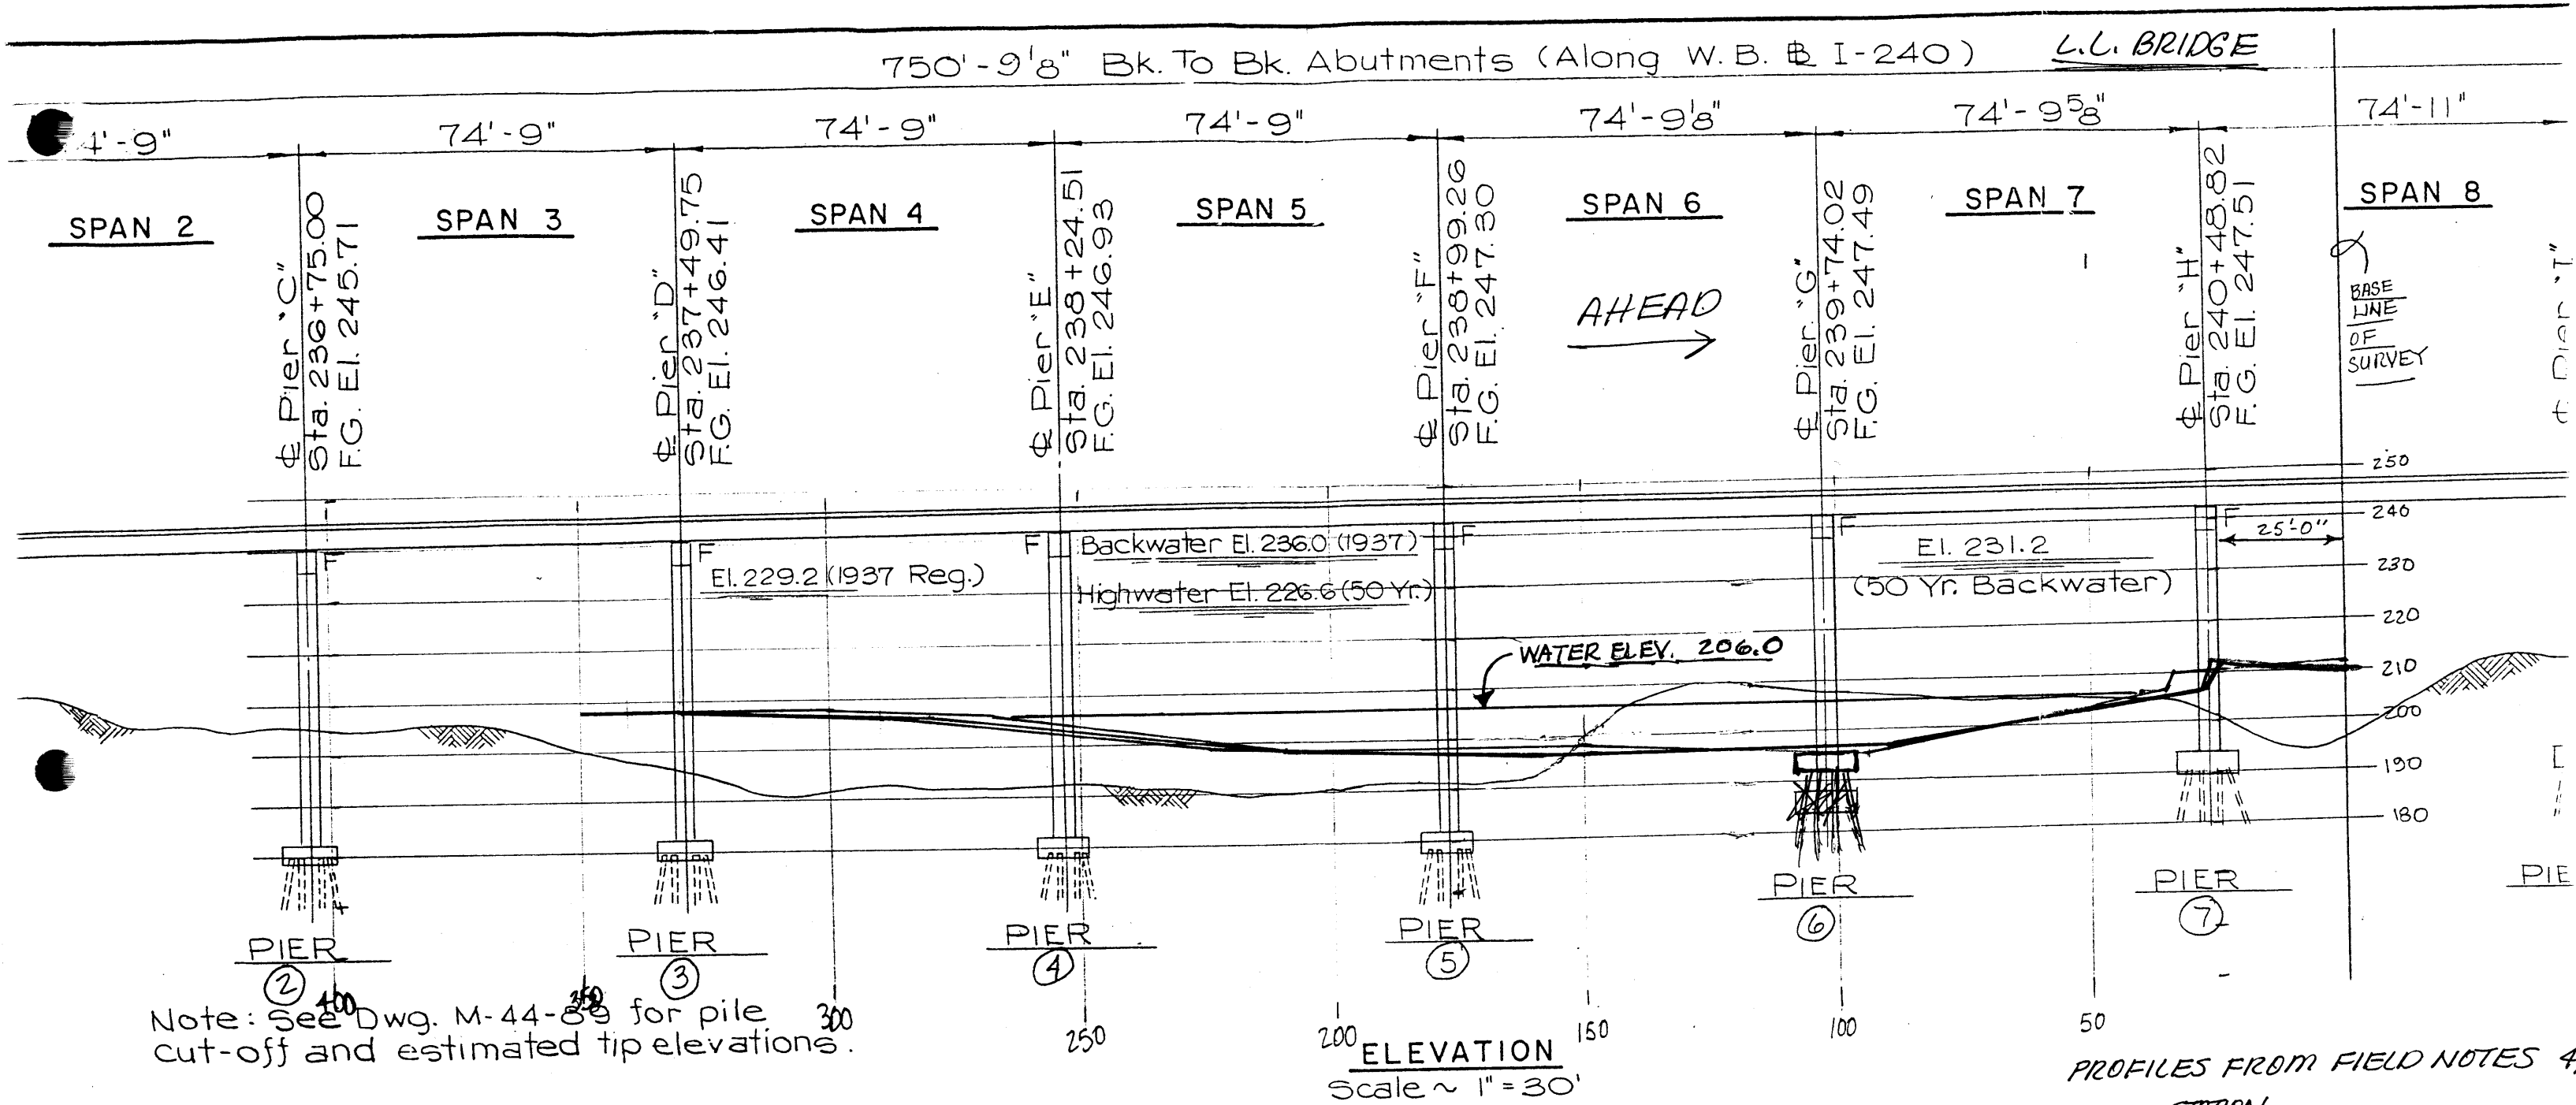 750'-9⅛" Bk. To Bk. Abutments (Along W. B. ℄ I-240)
L.L. BRIDGE
4'-9"
74'-9"
74'-9"
74'-9"
74'-9⅛"
74'-9⅝"
74'-11"
SPAN 2
SPAN 3
SPAN 4
SPAN 5
SPAN 6
SPAN 7
SPAN 8
℄ Pier "C"
Sta. 236+75.00
F.G. El. 245.71
℄ Pier "D"
Sta. 237+49.75
F.G. El. 246.41
℄ Pier "E"
Sta. 238+24.51
F.G. El. 246.93
℄ Pier "F"
Sta. 238+99.26
F.G. El. 247.30
℄ Pier "G"
Sta. 239+74.02
F.G. El. 247.49
℄ Pier "H"
Sta. 240+48.82
F.G. El. 247.51
℄ Pier "I"
AHEAD
BASE
LINE
OF
SURVEY
250
240
230
220
210
200
190
180
F
F
F
F
F
F
25'-0"
El. 229.2 (1937 Reg.)
Backwater El. 236.0 (1937)
Highwater El. 226.6 (50 Yr.)
El. 231.2
(50 Yr. Backwater)
WATER ELEV. 206.0
PIER
2
PIER
3
PIER
4
PIER
5
PIER
6
PIER
7
PIE
400
350
300
250
200
150
100
50
Note: See Dwg. M-44-89 for pile
cut-off and estimated tip elevations.
ELEVATION
Scale ~ 1" = 30'
PROFILES FROM FIELD NOTES 4